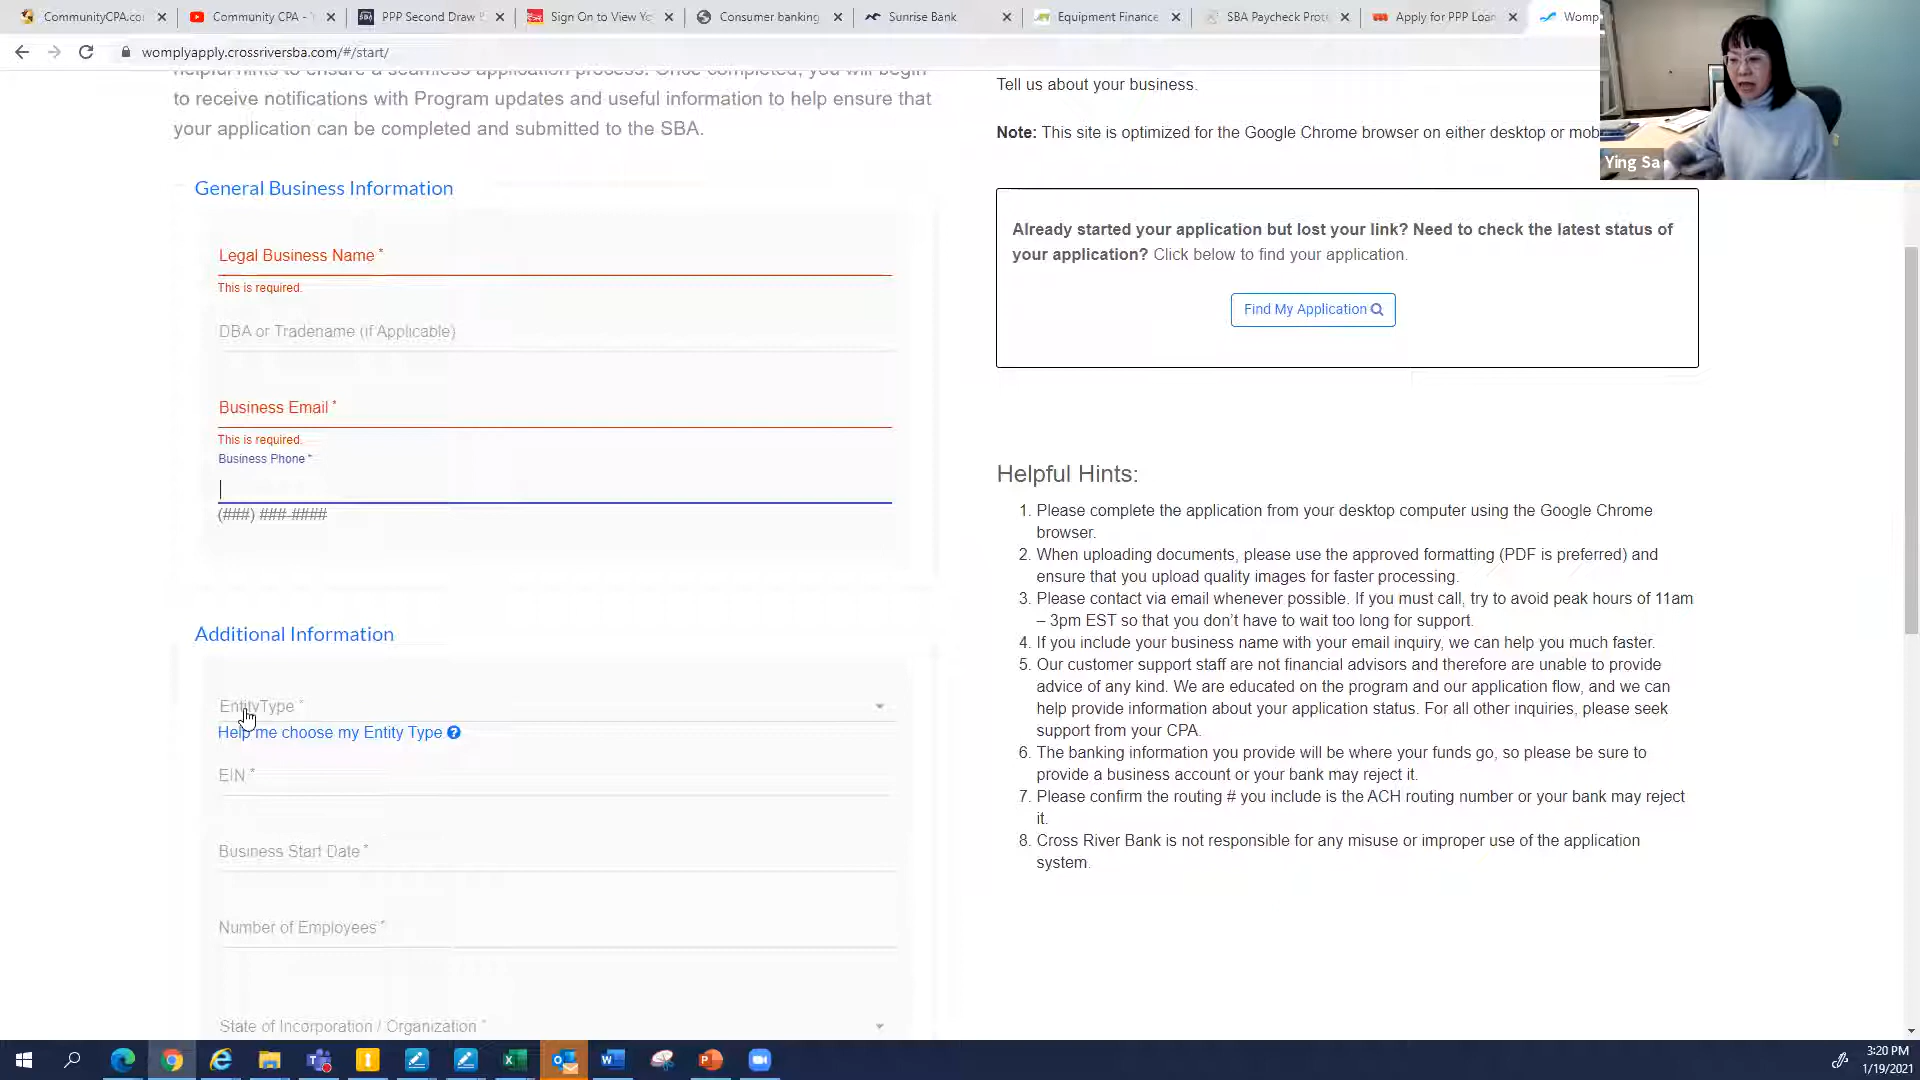 CommunityCPA.co
Community CPA -
PPP Second Draw
Sign On to View Yo
Consumer banking
Sunrise Bank
Equipment Finance
SBA Paycheck Prot
Apply for PPP Loan
Womp
womplyapply.crossriversba.com/#/start/
helpful hints to ensure a seamless application process. Once completed, you will begin
to receive notifications with Program updates and useful information to help ensure that
your application can be completed and submitted to the SBA.
General Business Information
Legal Business Name *
This is required.
DBA or Tradename (if Applicable)
Business Email *
This is required.
Business Phone *
(###) ###-####
Additional Information
EntityType *
Help me choose my Entity Type
EIN *
Business Start Date *
Number of Employees *
State of Incorporation / Organization *
Tell us about your business.
Note: This site is optimized for the Google Chrome browser on either desktop or mob
Ying Sa
Already started your application but lost your link? Need to check the latest status of
your application? Click below to find your application.
Find My Application
Helpful Hints:
1. Please complete the application from your desktop computer using the Google Chrome
browser.
2. When uploading documents, please use the approved formatting (PDF is preferred) and
ensure that you upload quality images for faster processing.
3. Please contact via email whenever possible. If you must call, try to avoid peak hours of 11am
– 3pm EST so that you don't have to wait too long for support.
4. If you include your business name with your email inquiry, we can help you much faster.
5. Our customer support staff are not financial advisors and therefore are unable to provide
advice of any kind. We are educated on the program and our application flow, and we can
help provide information about your application status. For all other inquiries, please seek
support from your CPA.
6. The banking information you provide will be where your funds go, so please be sure to
provide a business account or your bank may reject it.
7. Please confirm the routing # you include is the ACH routing number or your bank may reject
it.
8. Cross River Bank is not responsible for any misuse or improper use of the application
system.
3:20 PM
1/19/2021